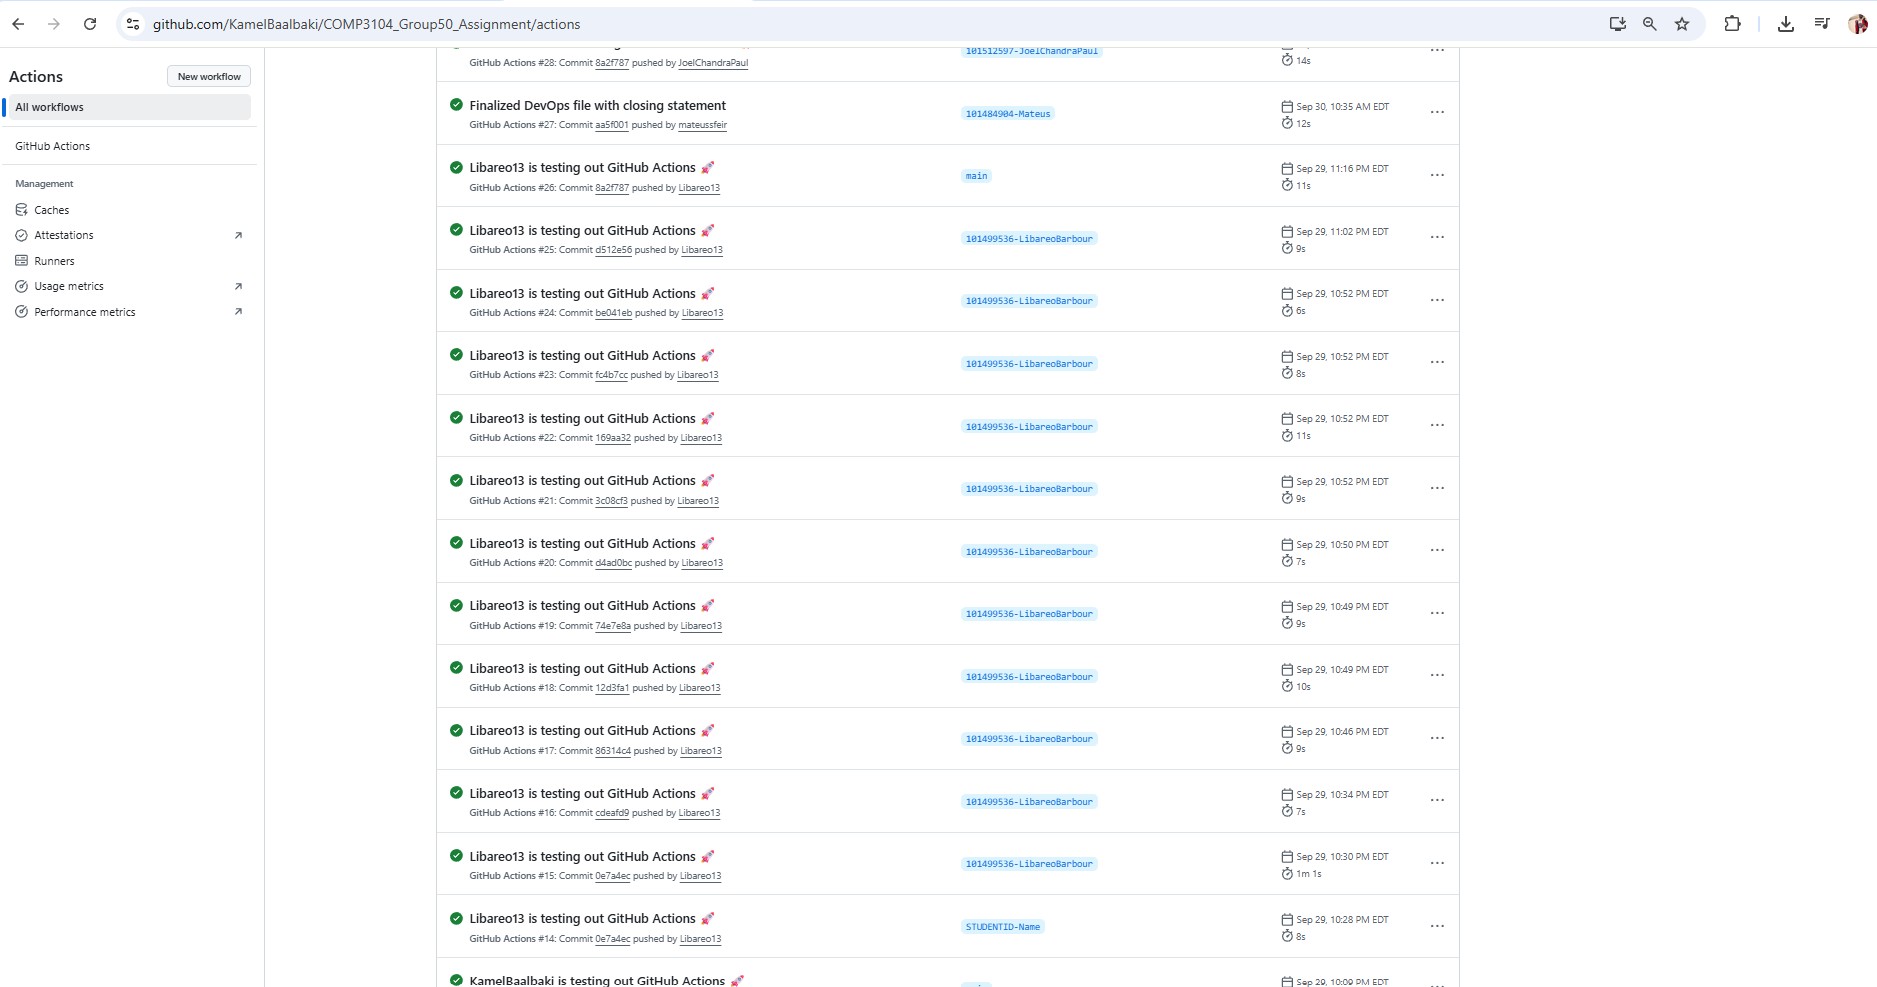 github.com/KamelBaalbaki/COMP3104_Group50_Assignment/actions
Actions
New workflow
All workflows
GitHub Actions
Management
Caches
Attestations
Runners
Usage metrics
Performance metrics
101512597-JoelChandraPaul
GitHub Actions #28: Commit 8a2f787 pushed by JoelChandraPaul
14s
Finalized DevOps file with closing statement
GitHub Actions #27: Commit aa5f001 pushed by mateussfeir
101484904-Mateus
Sep 30, 10:35 AM EDT
12s
Libareo13 is testing out GitHub Actions 🚀
GitHub Actions #26: Commit 8a2f787 pushed by Libareo13
main
Sep 29, 11:16 PM EDT
11s
Libareo13 is testing out GitHub Actions 🚀
GitHub Actions #25: Commit d512e56 pushed by Libareo13
101499536-LibareoBarbour
Sep 29, 11:02 PM EDT
9s
Libareo13 is testing out GitHub Actions 🚀
GitHub Actions #24: Commit be041eb pushed by Libareo13
101499536-LibareoBarbour
Sep 29, 10:52 PM EDT
6s
Libareo13 is testing out GitHub Actions 🚀
GitHub Actions #23: Commit fc4b7cc pushed by Libareo13
101499536-LibareoBarbour
Sep 29, 10:52 PM EDT
8s
Libareo13 is testing out GitHub Actions 🚀
GitHub Actions #22: Commit 169aa32 pushed by Libareo13
101499536-LibareoBarbour
Sep 29, 10:52 PM EDT
11s
Libareo13 is testing out GitHub Actions 🚀
GitHub Actions #21: Commit 3c08cf3 pushed by Libareo13
101499536-LibareoBarbour
Sep 29, 10:52 PM EDT
9s
Libareo13 is testing out GitHub Actions 🚀
GitHub Actions #20: Commit d4ad0bc pushed by Libareo13
101499536-LibareoBarbour
Sep 29, 10:50 PM EDT
7s
Libareo13 is testing out GitHub Actions 🚀
GitHub Actions #19: Commit 74e7e8a pushed by Libareo13
101499536-LibareoBarbour
Sep 29, 10:49 PM EDT
9s
Libareo13 is testing out GitHub Actions 🚀
GitHub Actions #18: Commit 12d3fa1 pushed by Libareo13
101499536-LibareoBarbour
Sep 29, 10:49 PM EDT
10s
Libareo13 is testing out GitHub Actions 🚀
GitHub Actions #17: Commit 86314c4 pushed by Libareo13
101499536-LibareoBarbour
Sep 29, 10:46 PM EDT
9s
Libareo13 is testing out GitHub Actions 🚀
GitHub Actions #16: Commit cdeafd9 pushed by Libareo13
101499536-LibareoBarbour
Sep 29, 10:34 PM EDT
7s
Libareo13 is testing out GitHub Actions 🚀
GitHub Actions #15: Commit 0e7a4ec pushed by Libareo13
101499536-LibareoBarbour
Sep 29, 10:30 PM EDT
1m 1s
Libareo13 is testing out GitHub Actions 🚀
GitHub Actions #14: Commit 0e7a4ec pushed by Libareo13
STUDENTID-Name
Sep 29, 10:28 PM EDT
8s
KamelBaalbaki is testing out GitHub Actions 🚀
Sep 29, 10:09 PM EDT